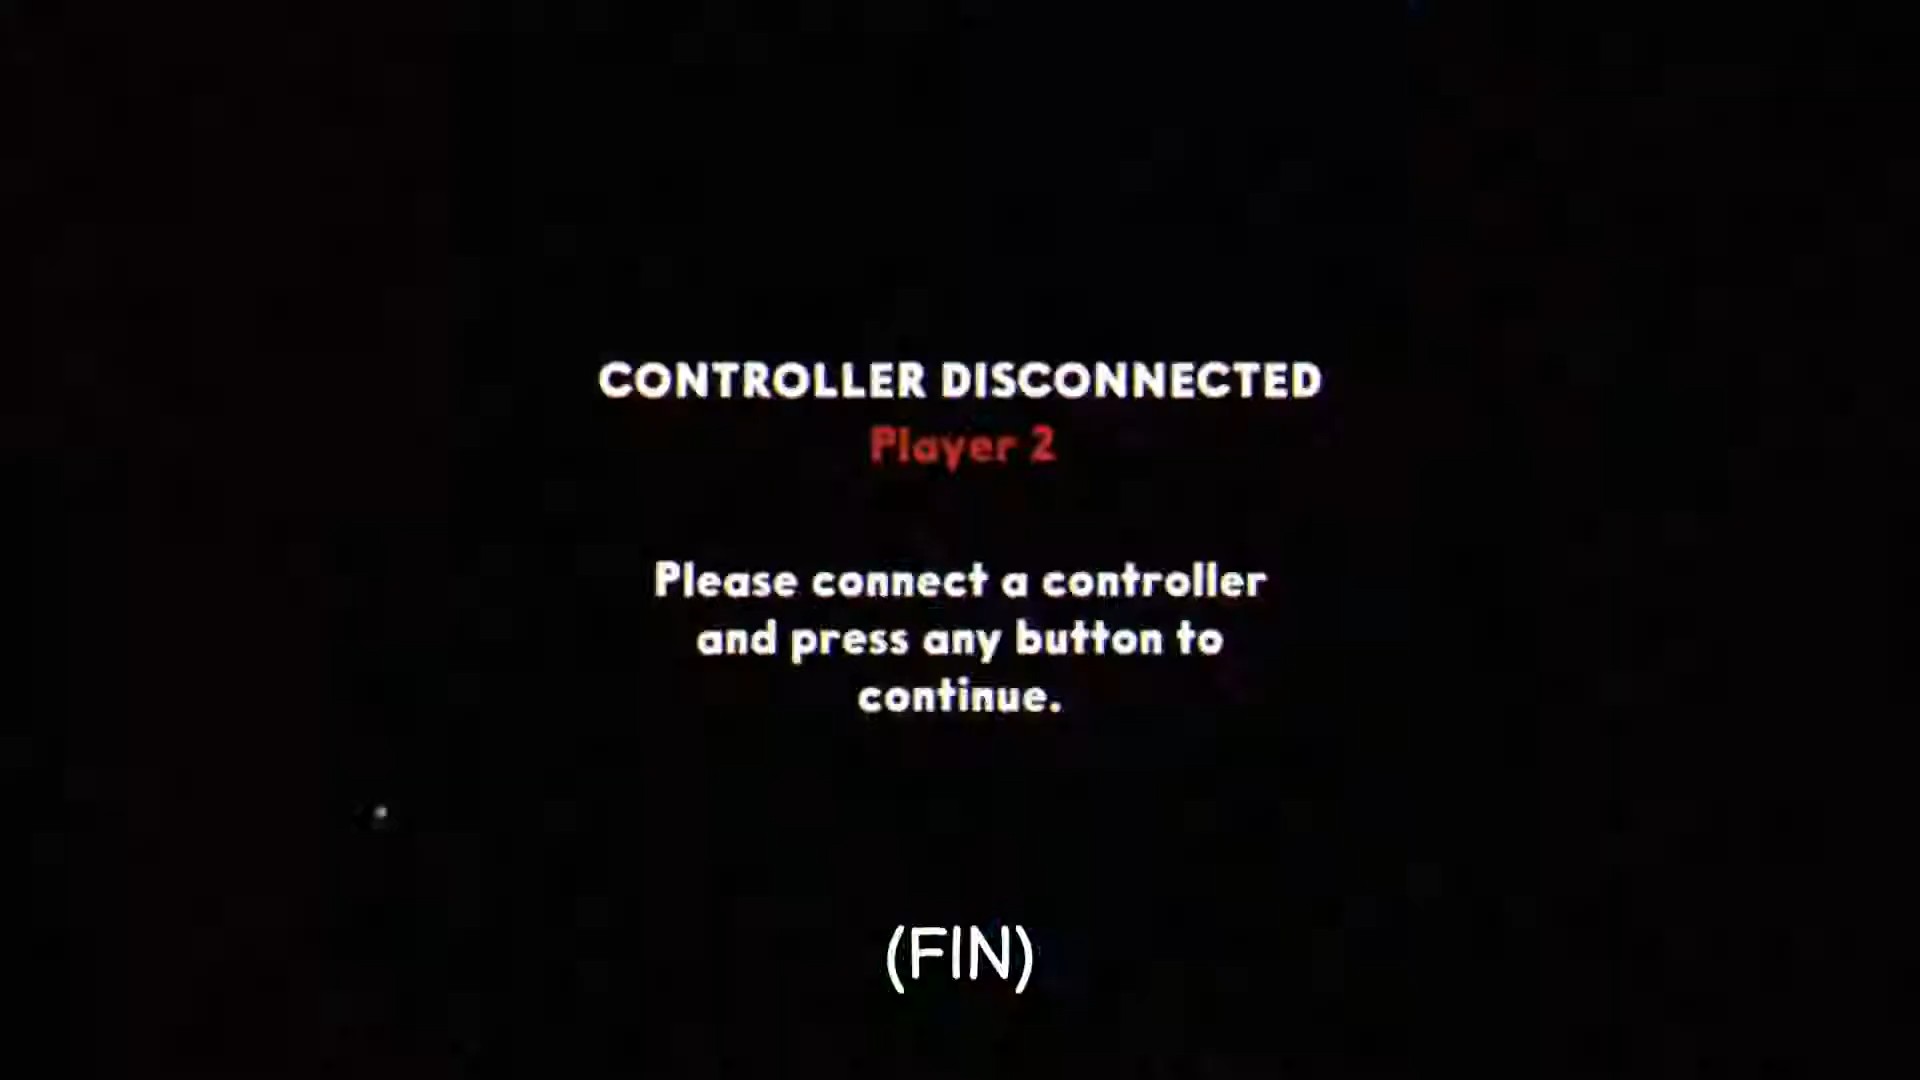 CONTROLLER DISCONNECTED
Player 2
Please connect a controller
and press any button to
continue.
(FIN)